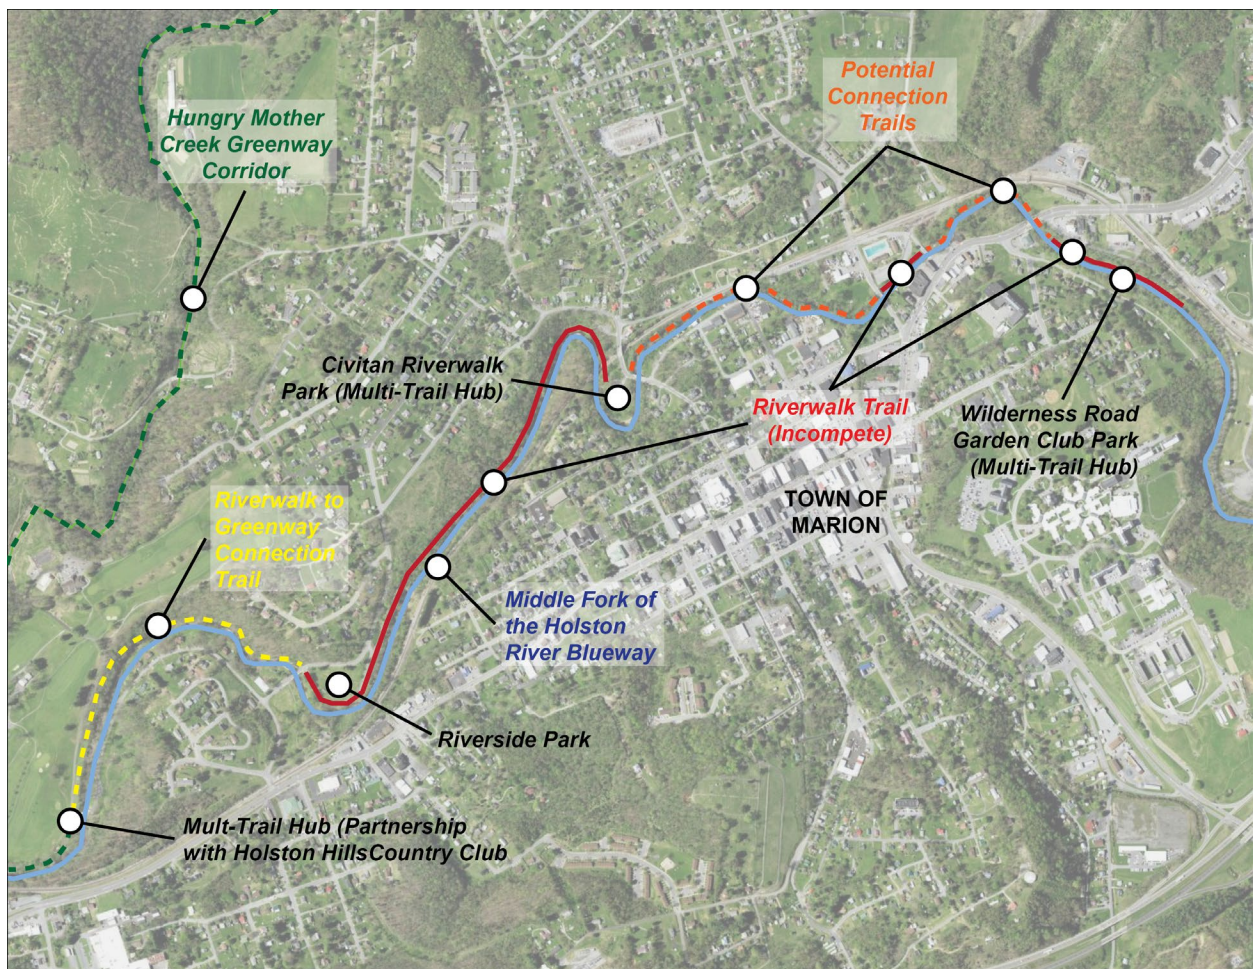 Potential
Connection
Trails
Hungry Mother
Creek Greenway
Corridor
Civitan Riverwalk
Park (Multi-Trail Hub)
Riverwalk Trail
(Incompete)
Wilderness Road
Garden Club Park
(Multi-Trail Hub)
TOWN OF
MARION
Riverwalk to
Greenway
Connection
Trail
Middle Fork of
the Holston
River Blueway
Riverside Park
Mult-Trail Hub (Partnership
with Holston HillsCountry Club